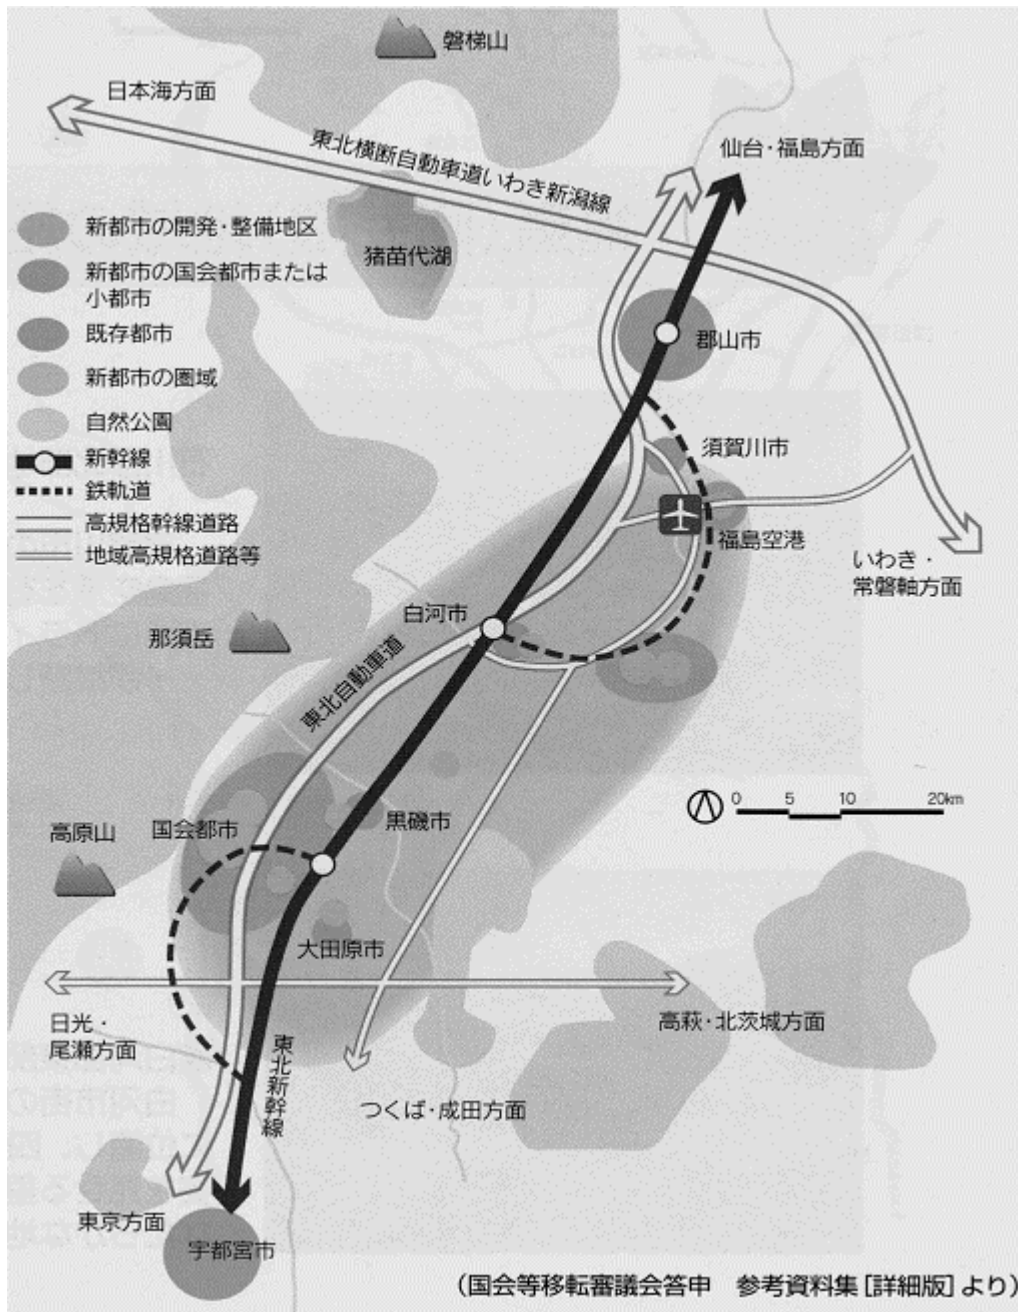 磐梯山
日本海方面
東北横断自動車道いわき新潟線
仙台・福島方面
新都市の開発・整備地区
新都市の国会都市または
小都市
既存都市
新都市の圏域
自然公園
新幹線
鉄軌道
高規格幹線道路
地域高規格道路等
猪苗代湖
郡山市
須賀川市
福島空港
いわき・
常磐軸方面
白河市
那須岳
東北自動車道
0 5 10 20km
国会都市
黒磯市
高原山
大田原市
日光・
尾瀬方面
高萩・北茨城方面
東北新幹線
つくば・成田方面
東京方面
宇都宮市
（国会等移転審議会答申　参考資料集［詳細版］より）